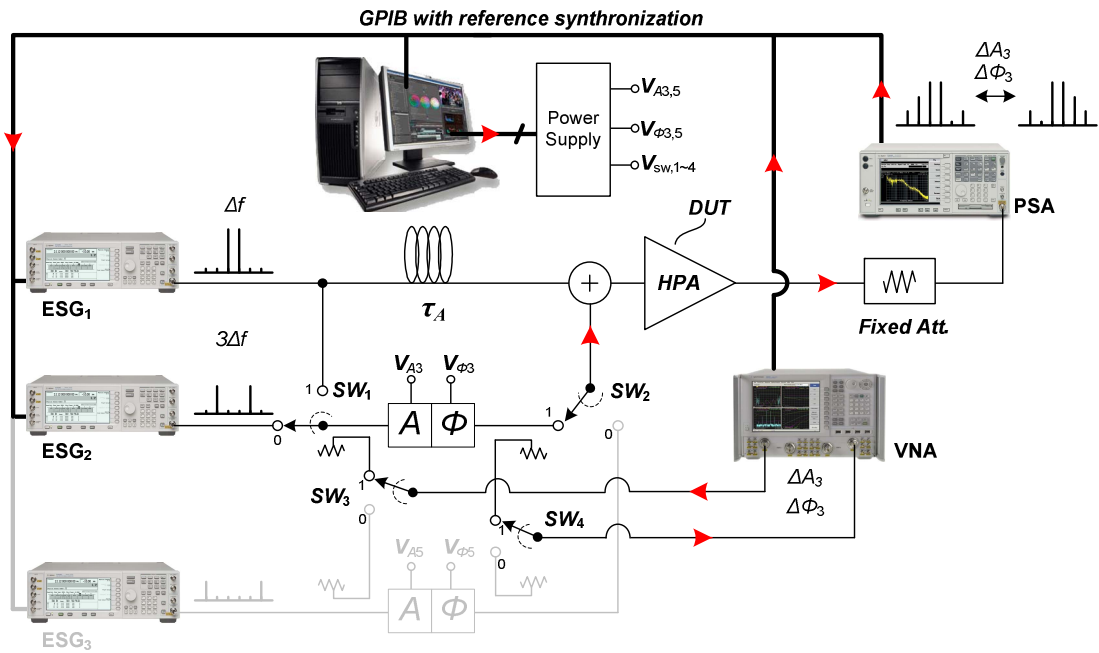 GPIB with reference synchronization
ΔA3
ΔΦ3
Power
Supply
VA3,5
VΦ3,5
Vsw,1~4
PSA
DUT
Δf
ESG1
τA
+
HPA
Fixed Att.
3Δf
VA3
VΦ3
1
SW1
SW2
A
Φ
1
0
0
ESG2
VNA
SW3
1
0
SW4
1
0
ΔA3
ΔΦ3
VA5
VΦ5
A
Φ
ESG3